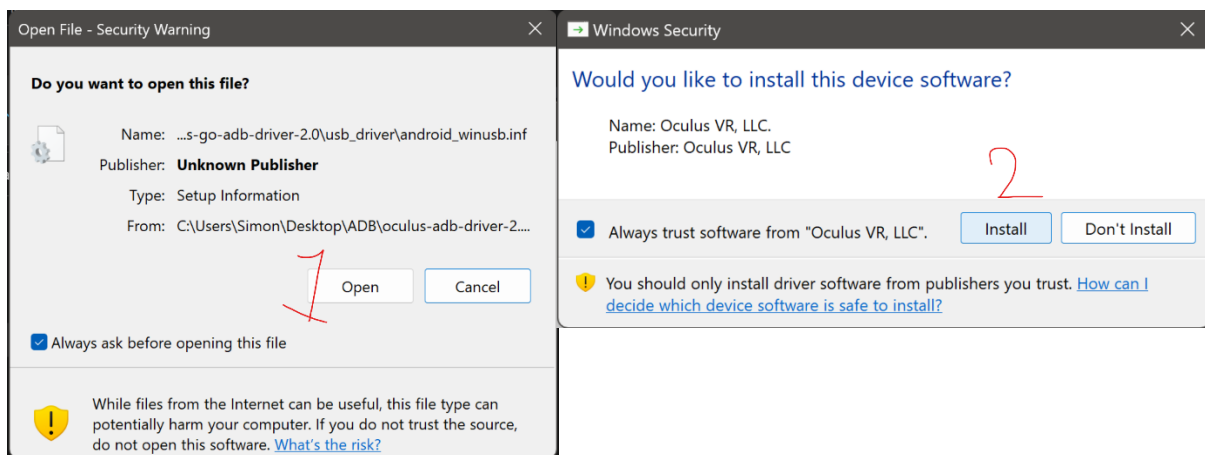 Open File - Security Warning
Do you want to open this file?
Name: ...s-go-adb-driver-2.0\usb_driver\android_winusb.inf
Publisher: Unknown Publisher
Type: Setup Information
From: C:\Users\Simon\Desktop\ADB\oculus-adb-driver-2....
1
Open
Cancel
Always ask before opening this file
While files from the Internet can be useful, this file type can
potentially harm your computer. If you do not trust the source,
do not open this software. What's the risk?
Windows Security
Would you like to install this device software?
Name: Oculus VR, LLC.
Publisher: Oculus VR, LLC
2
Always trust software from "Oculus VR, LLC".
Install
Don't Install
You should only install driver software from publishers you trust. How can I
decide which device software is safe to install?